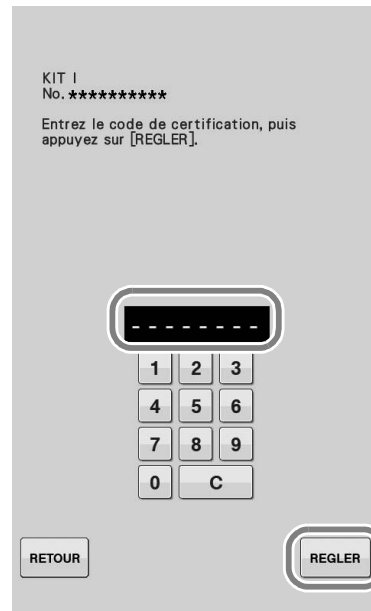 KIT I
No. **********
Entrez le code de certification, puis
appuyez sur [REGLER].
- - - - - - - -
1 2 3
4 5 6
7 8 9
0 C
RETOUR REGLER